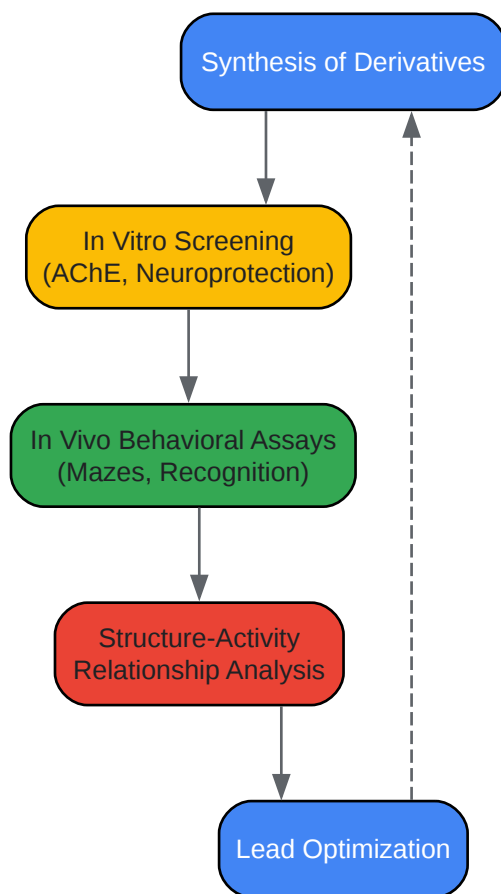 Synthesis of Derivatives
In Vitro Screening
(AChE, Neuroprotection)
In Vivo Behavioral Assays
(Mazes, Recognition)
Structure-Activity
Relationship Analysis
Lead Optimization